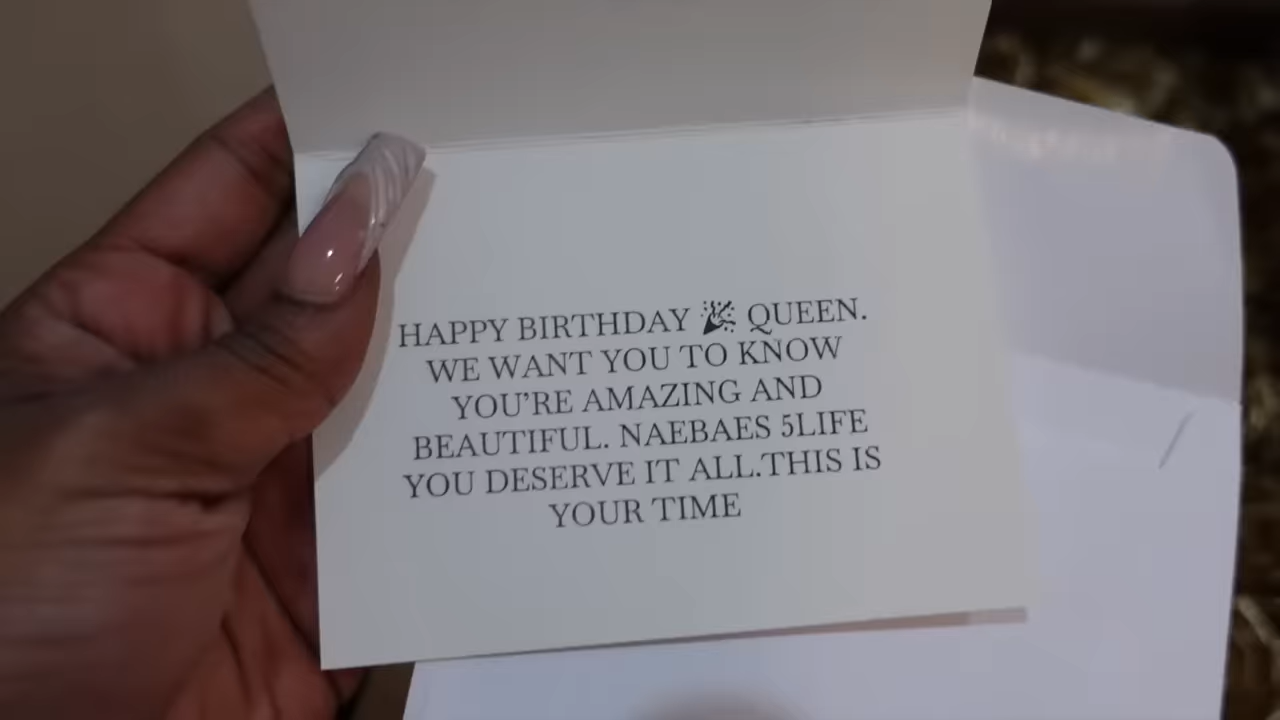 HAPPY BIRTHDAY 🎉 QUEEN.
WE WANT YOU TO KNOW
YOU'RE AMAZING AND
BEAUTIFUL. NAEBAES 5LIFE
YOU DESERVE IT ALL.THIS IS
YOUR TIME